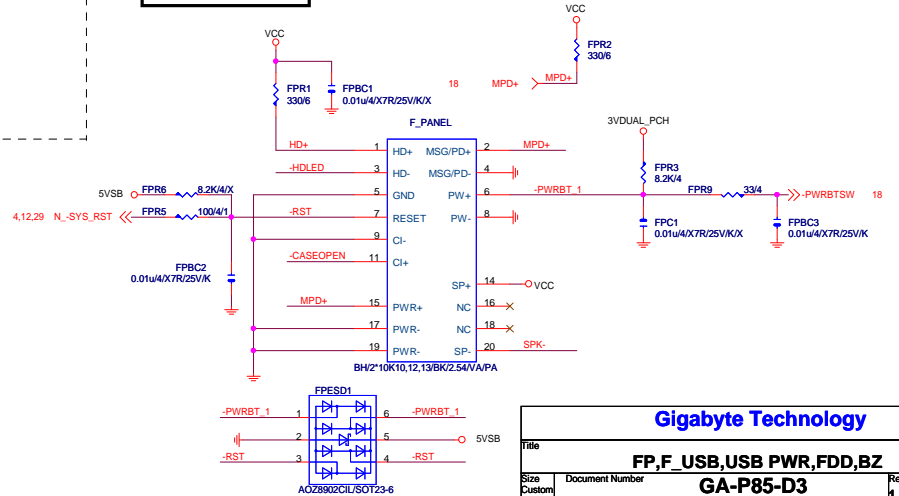 VCC
FPR2
330/6
18 MPD+ MPD+
VCC
FPR1
330/6
FPBC1
0.01u/4/X7R/25V/K/X
F_PANEL
3VDUAL_PCH
FPR3
8.2K/4
HD+ 1 HD+ MSG/PD+ 2 MPD+
-HDLED 3 HD- MSG/PD- 4
5VSB FPR6 8.2K/4/X 5 GND PW+ 6 -PWRBT_1 FPR9 33/4 -PWRBTSW 18
4,12,29 N_-SYS_RST FPR5 100/4/1 -RST 7 RESET PW- 8
FPC1
0.01u/4/X7R/25V/K/X
FPBC3
0.01u/4/X7R/25V/K
9 CI-
-CASEOPEN 11 CI+
FPBC2
0.01u/4/X7R/25V/K
SP+ 14 VCC
MPD+ 15 PWR+ NC 16
17 PWR- NC 18
19 PWR- SP- 20 SPK-
BH/2*10K10,12,13/BK/2.54/VA/PA
FPESD1
-PWRBT_1 1 6 -PWRBT_1
2 5 5VSB
-RST 3 4 -RST
AOZ8902CIL/SOT23-6
Gigabyte Technology
Title
FP,F_USB,USB PWR,FDD,BZ
Size Document Number
Custom GA-P85-D3